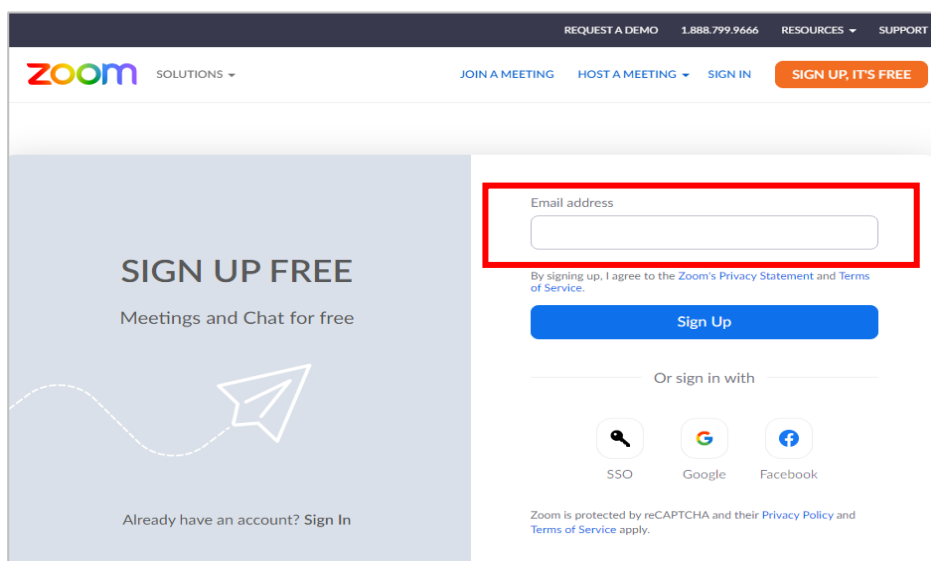 REQUEST A DEMO 1.888.799.9666 RESOURCES SUPPORT
zoom SOLUTIONS JOIN A MEETING HOST A MEETING SIGN IN SIGN UP, IT'S FREE
SIGN UP FREE
Meetings and Chat for free
Already have an account? Sign In
Email address
By signing up, I agree to the Zoom's Privacy Statement and Terms
of Service.
Sign Up
Or sign in with
SSO Google Facebook
Zoom is protected by reCAPTCHA and their Privacy Policy and
Terms of Service apply.